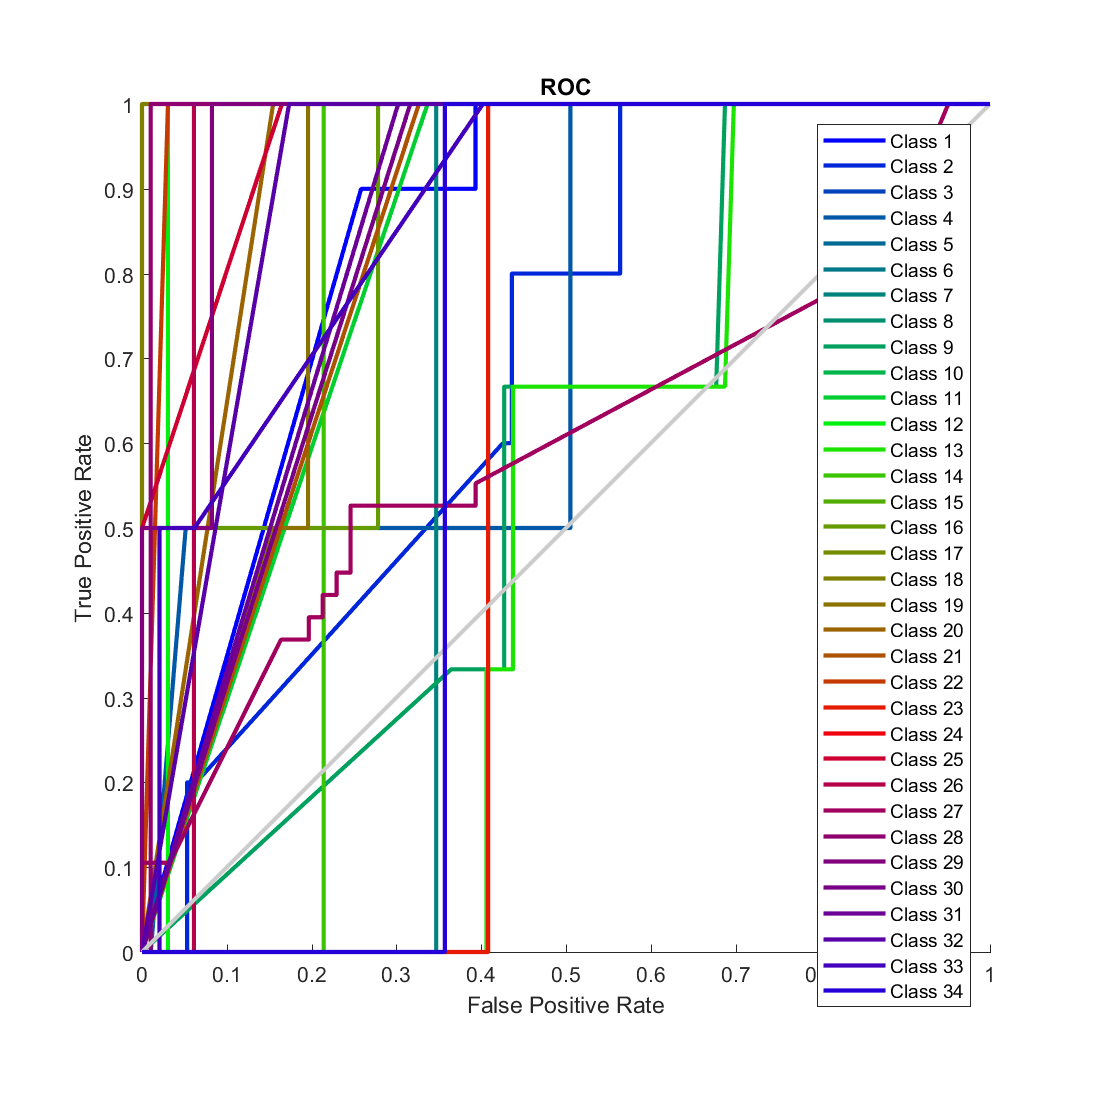 ROC
True Positive Rate
1
0.9
0.8
0.7
0.6
0.5
0.4
0.3
0.2
0.1
0
0 0.1 0.2 0.3 0.4 0.5 0.6 0.7 1
False Positive Rate
Class 1
Class 2
Class 3
Class 4
Class 5
Class 6
Class 7
Class 8
Class 9
Class 10
Class 11
Class 12
Class 13
Class 14
Class 15
Class 16
Class 17
Class 18
Class 19
Class 20
Class 21
Class 22
Class 23
Class 24
Class 25
Class 26
Class 27
Class 28
Class 29
Class 30
Class 31
Class 32
Class 33
Class 34